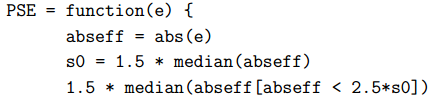 PSE = function(e) {
abseff = abs(e)
s0 = 1.5 * median(abseff)
1.5 * median(abseff[abseff < 2.5*s0])